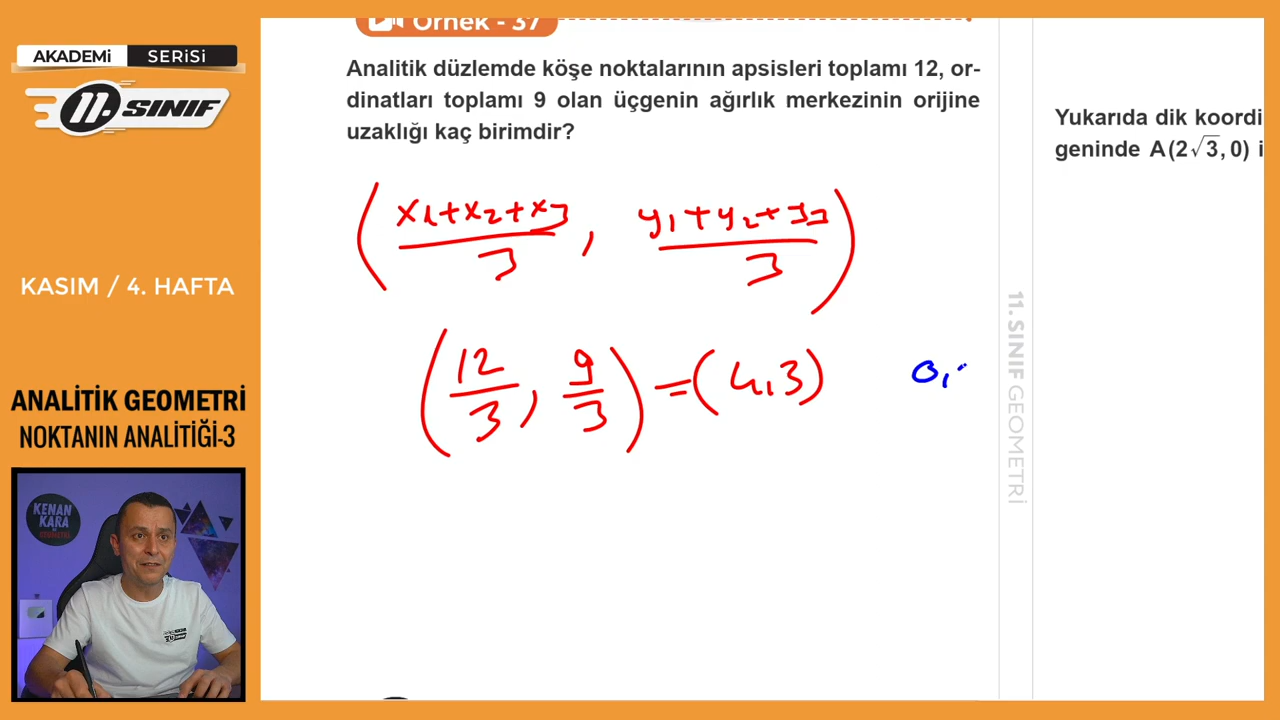 AKADEMİ SERİSİ
11. SINIF
KASIM / 4. HAFTA
ANALİTİK GEOMETRİ
NOKTANIN ANALİTİĞİ-3
KENAN
KARA
Örnek - 37
Analitik düzlemde köşe noktalarının apsisleri toplamı 12, or-
dinatları toplamı 9 olan üçgenin ağırlık merkezinin orijine
uzaklığı kaç birimdir?
(x1+x2+x3/3, y1+y2+y3/3)
(12/3, 9/3) = (4,3)
0,
11. SINIF GEOMETRİ
Yukarıda dik koordi
geninde A(2√3, 0) i